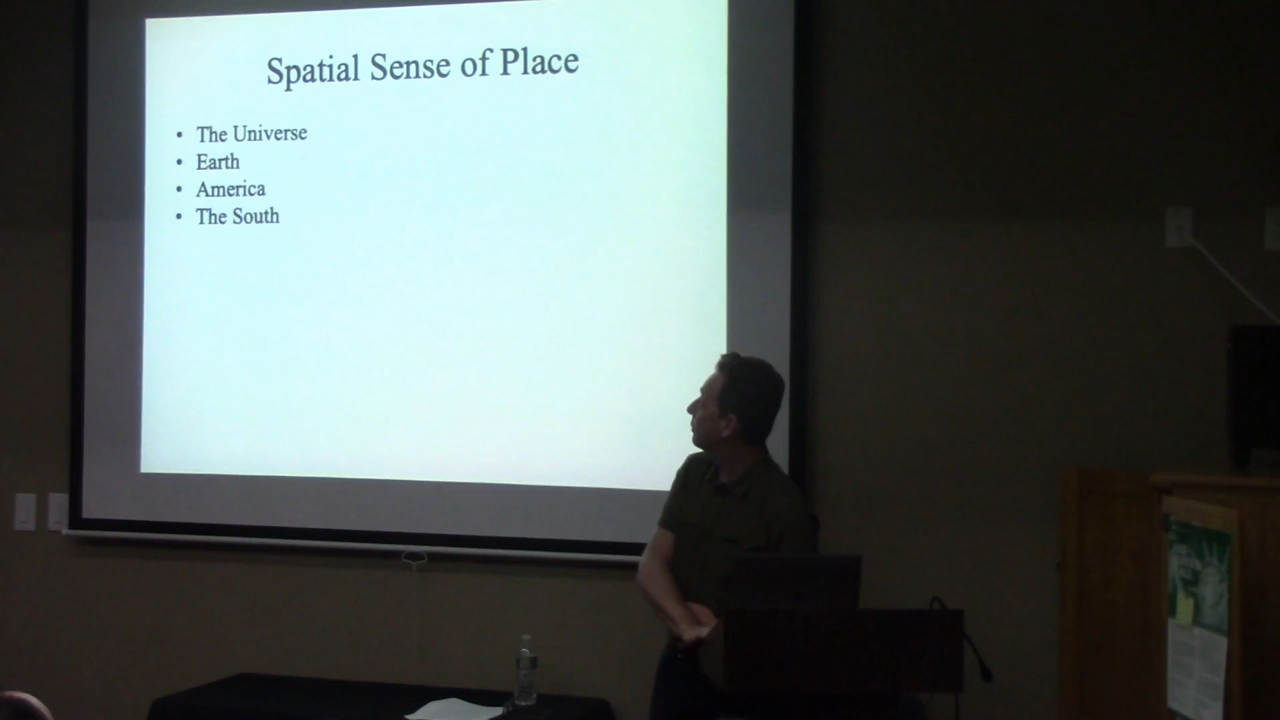 Spatial Sense of Place
• The Universe
• Earth
• America
• The South